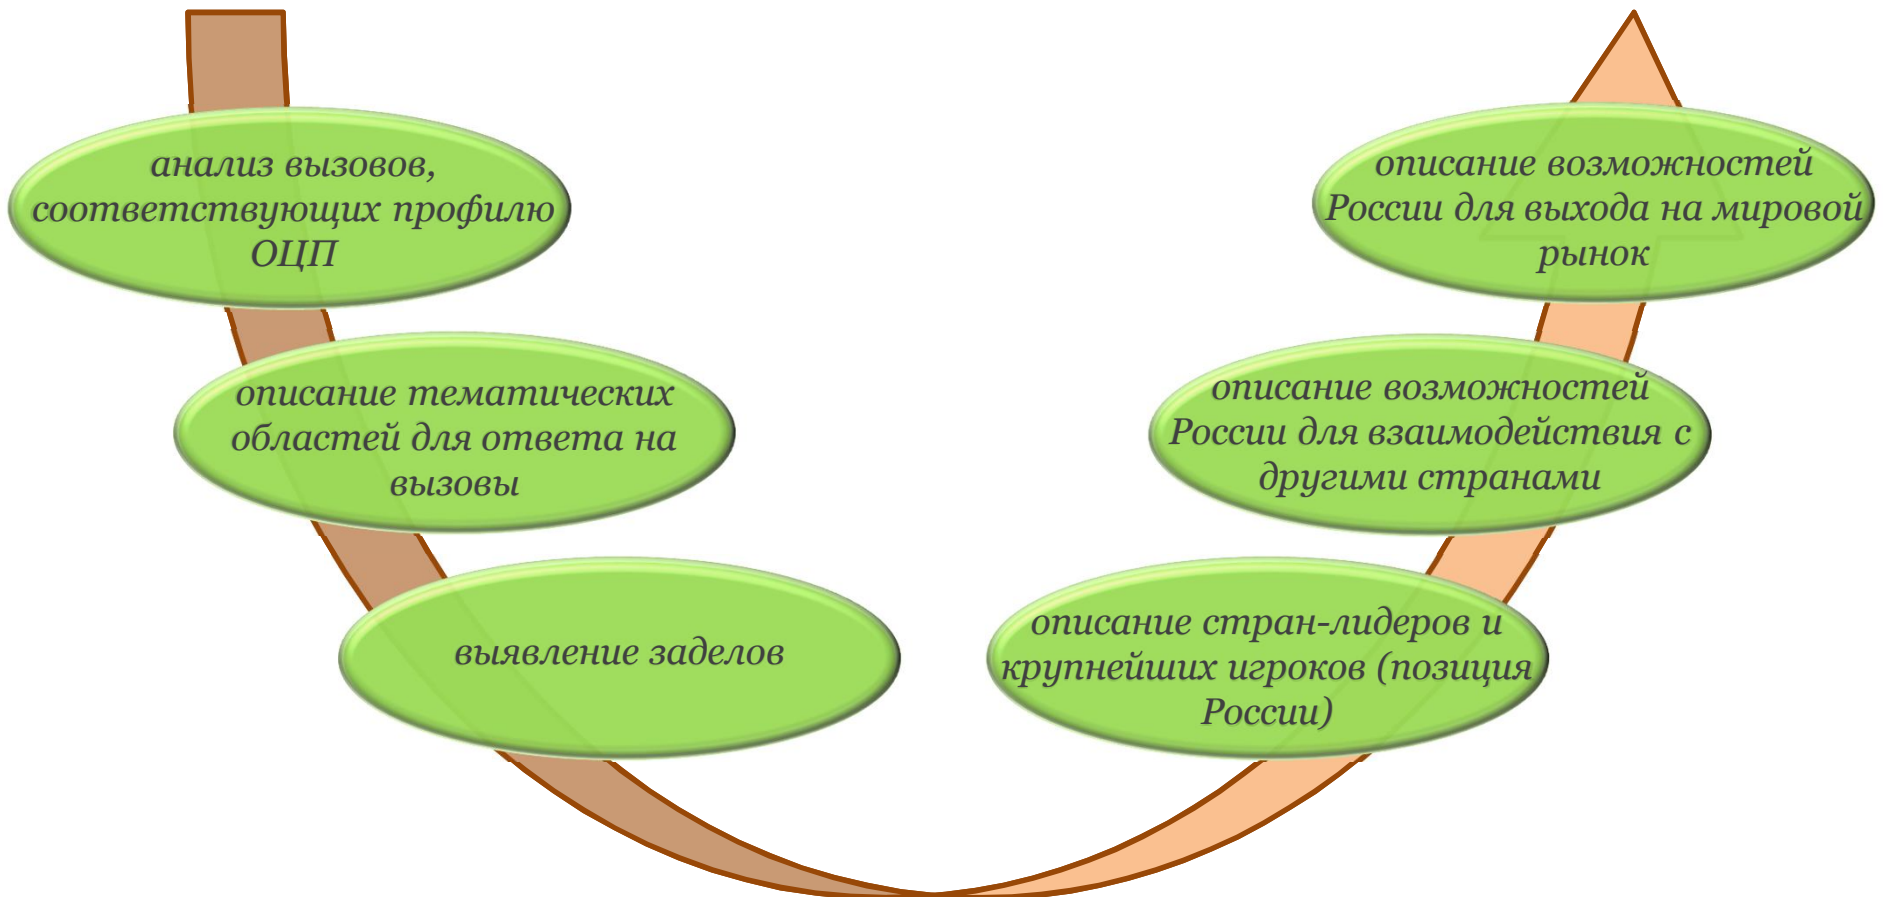 анализ вызовов,
соответствующих профилю
ОЦП
описание тематических
областей для ответа на
вызовы
выявление заделов
описание стран-лидеров и
крупнейших игроков (позиция
России)
описание возможностей
России для взаимодействия с
другими странами
описание возможностей
России для выхода на мировой
рынок